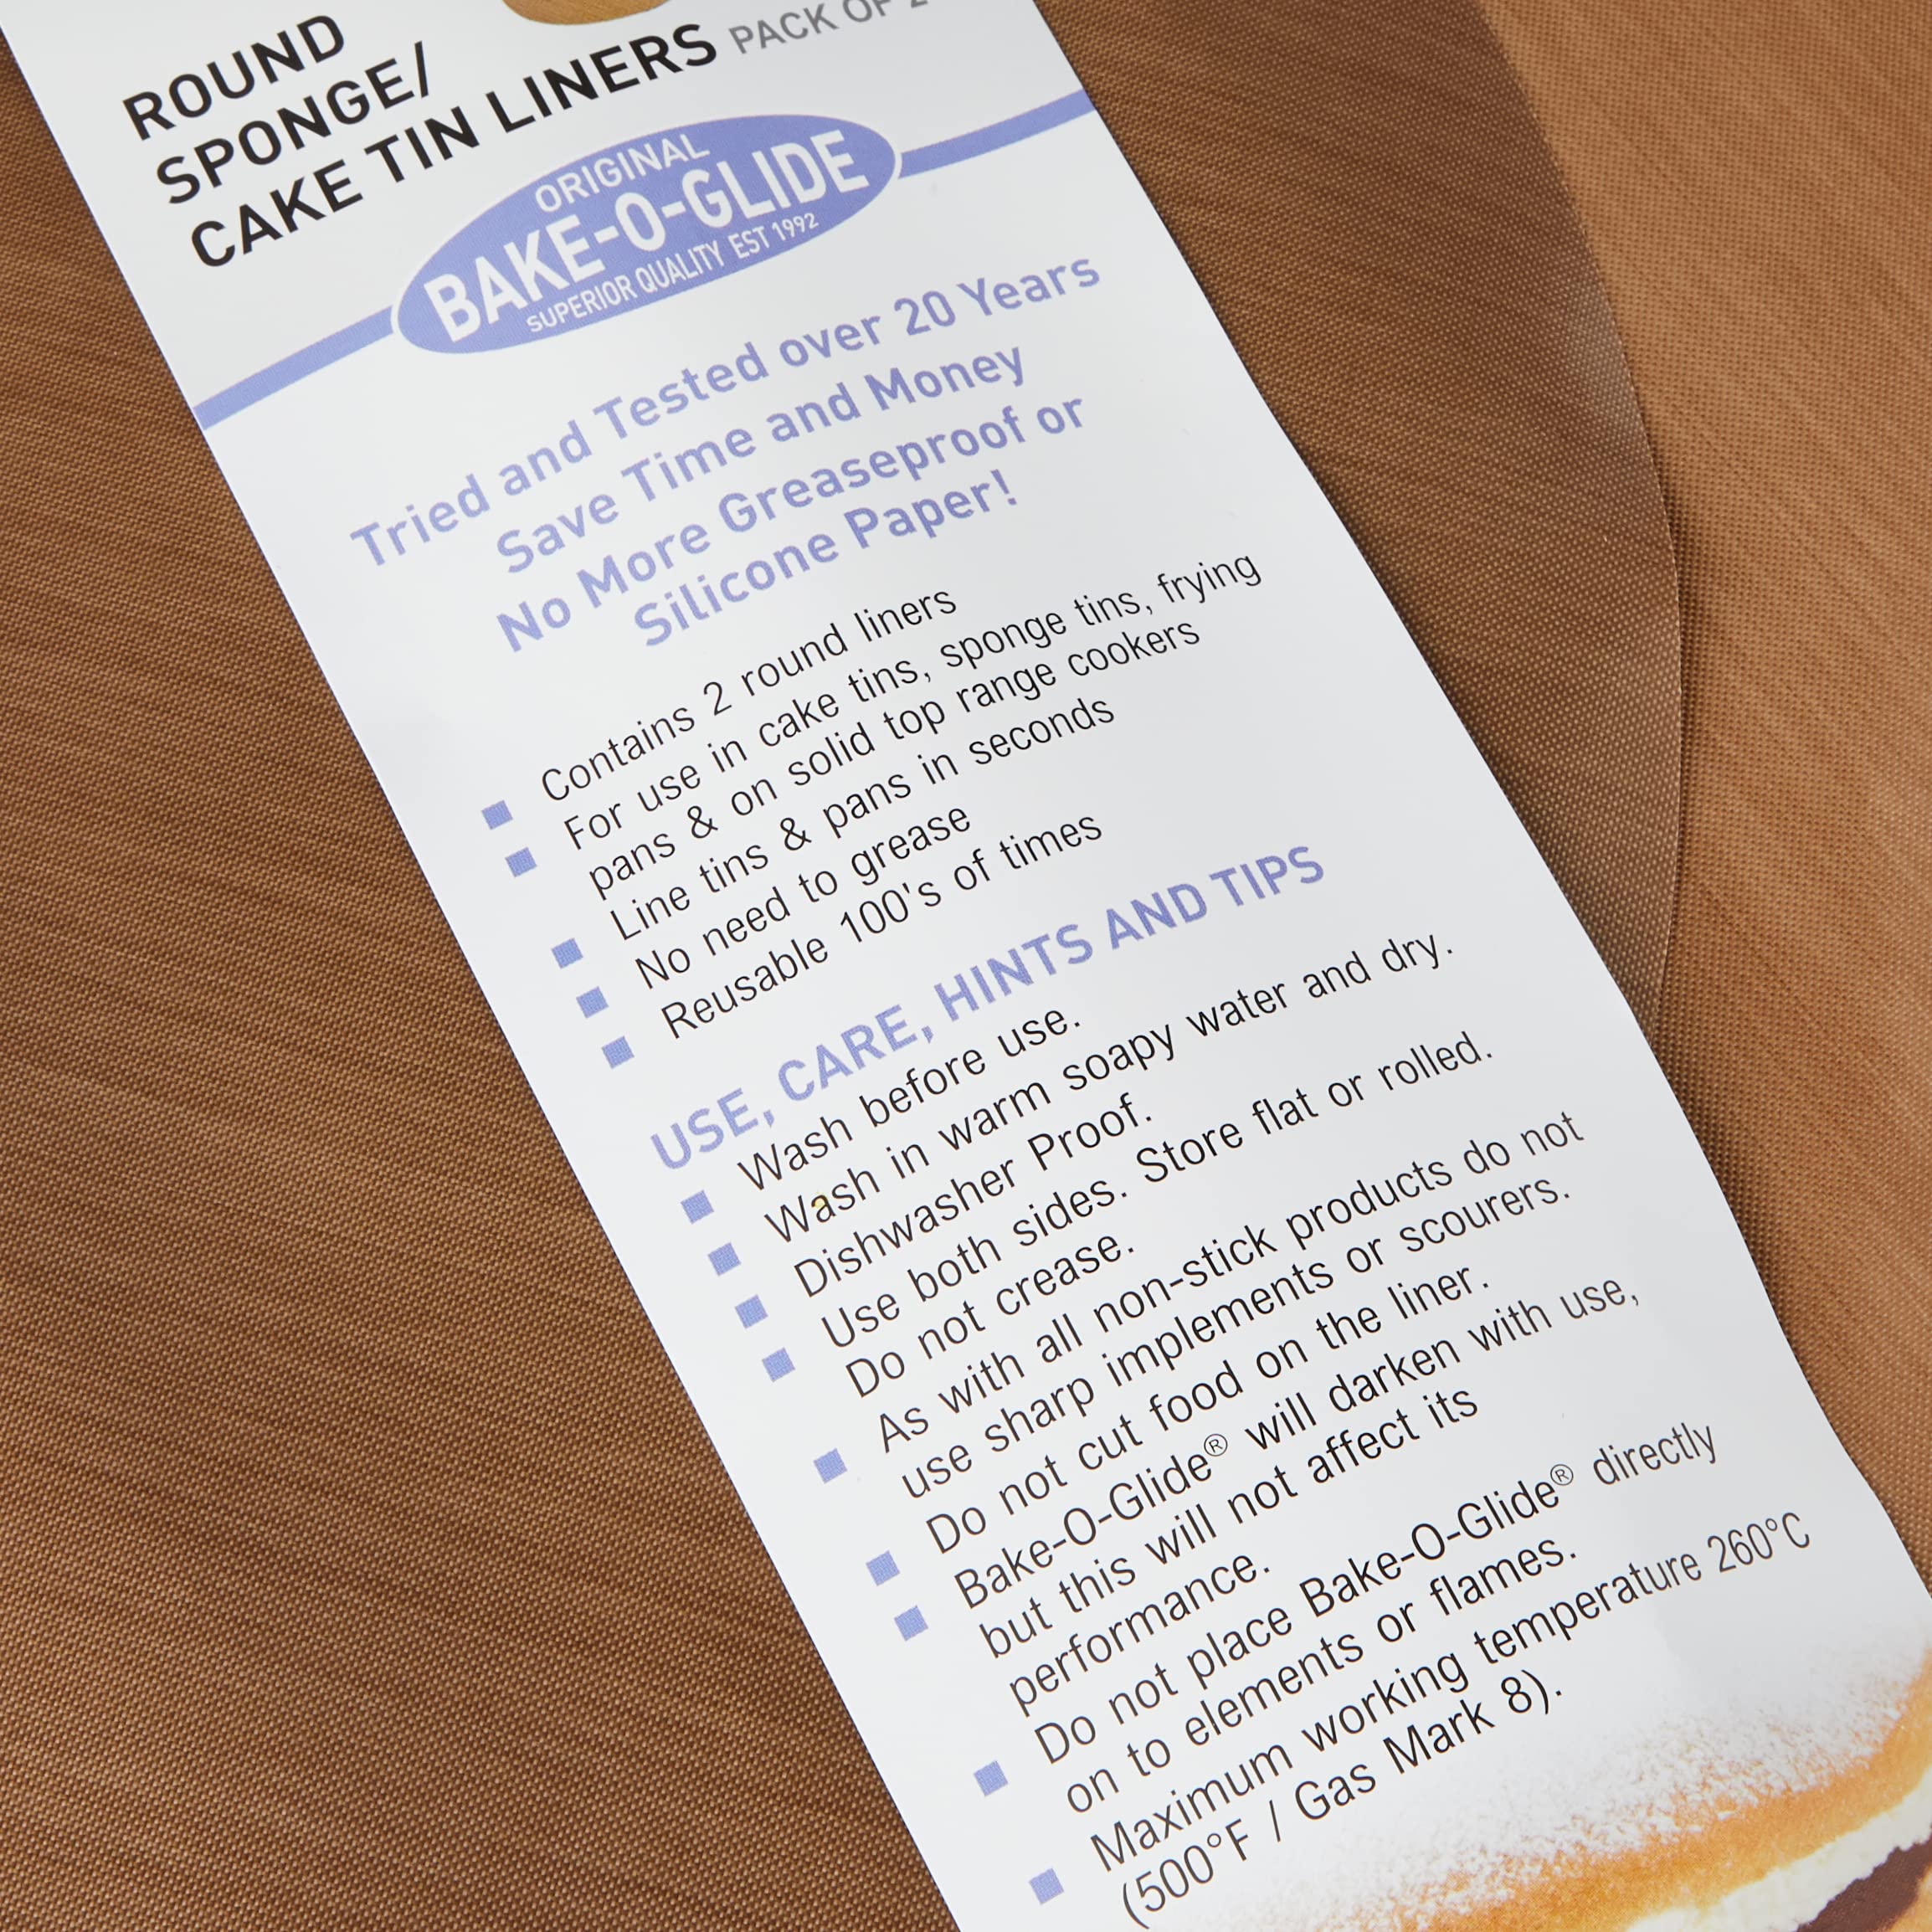 ROUND
SPONGE/
CAKE TIN LINERS PACK OF 2
ORIGINAL
BAKE-O-GLIDE
SUPERIOR QUALITY EST 1992
Tried and Tested over 20 Years
Save Time and Money
No More Greaseproof or
Silicone Paper!
Contains 2 round liners
For use in cake tins, sponge tins, frying
pans & on solid top range cookers
Line tins & pans in seconds
No need to grease
Reusable 100's of times
USE, CARE, HINTS AND TIPS
Wash before use.
Wash in warm soapy water and dry.
Dishwasher Proof.
Use both sides. Store flat or rolled.
Do not crease.
As with all non-stick products do not
use sharp implements or scourers.
Do not cut food on the liner.
Bake-O-Glide® will darken with use,
but this will not affect its
performance.
Do not place Bake-O-Glide® directly
on to elements or flames.
Maximum working temperature 260°C
(500°F / Gas Mark 8).